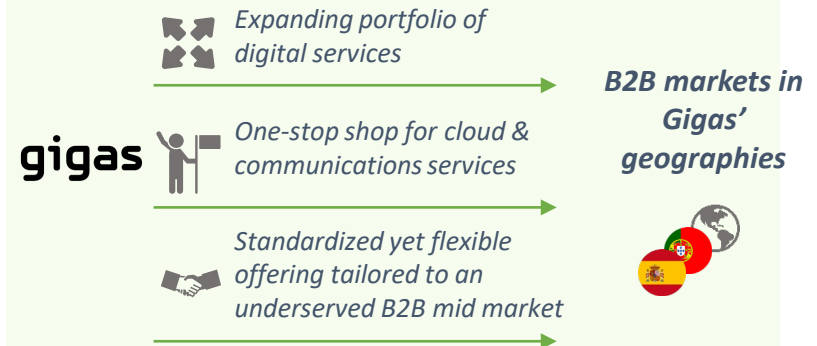 Expanding portfolio of
digital services
gigas
One-stop shop for cloud &
communications services
Standardized yet flexible
offering tailored to an
underserved B2B mid market
B2B markets in
Gigas’
geographies